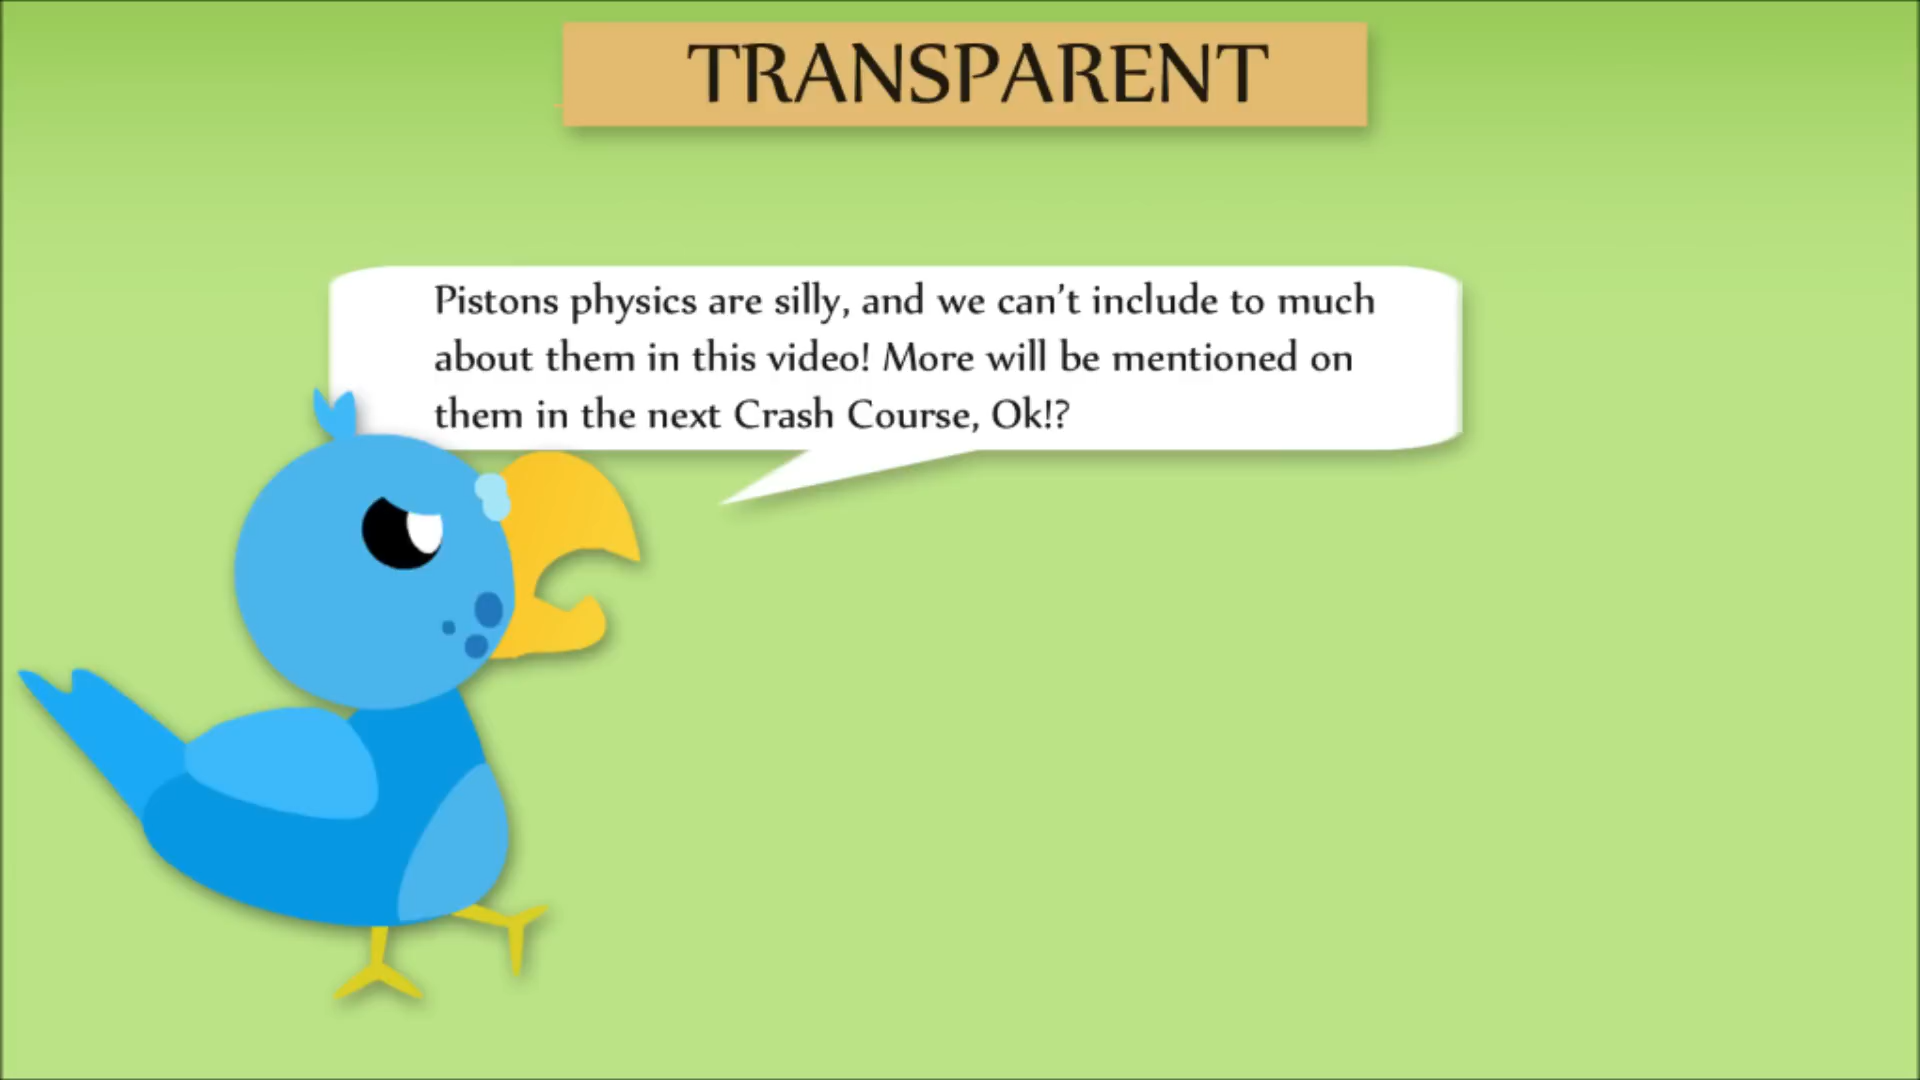 TRANSPARENT
Pistons physics are silly, and we can't include to much
about them in this video! More will be mentioned on
them in the next Crash Course, Ok!?